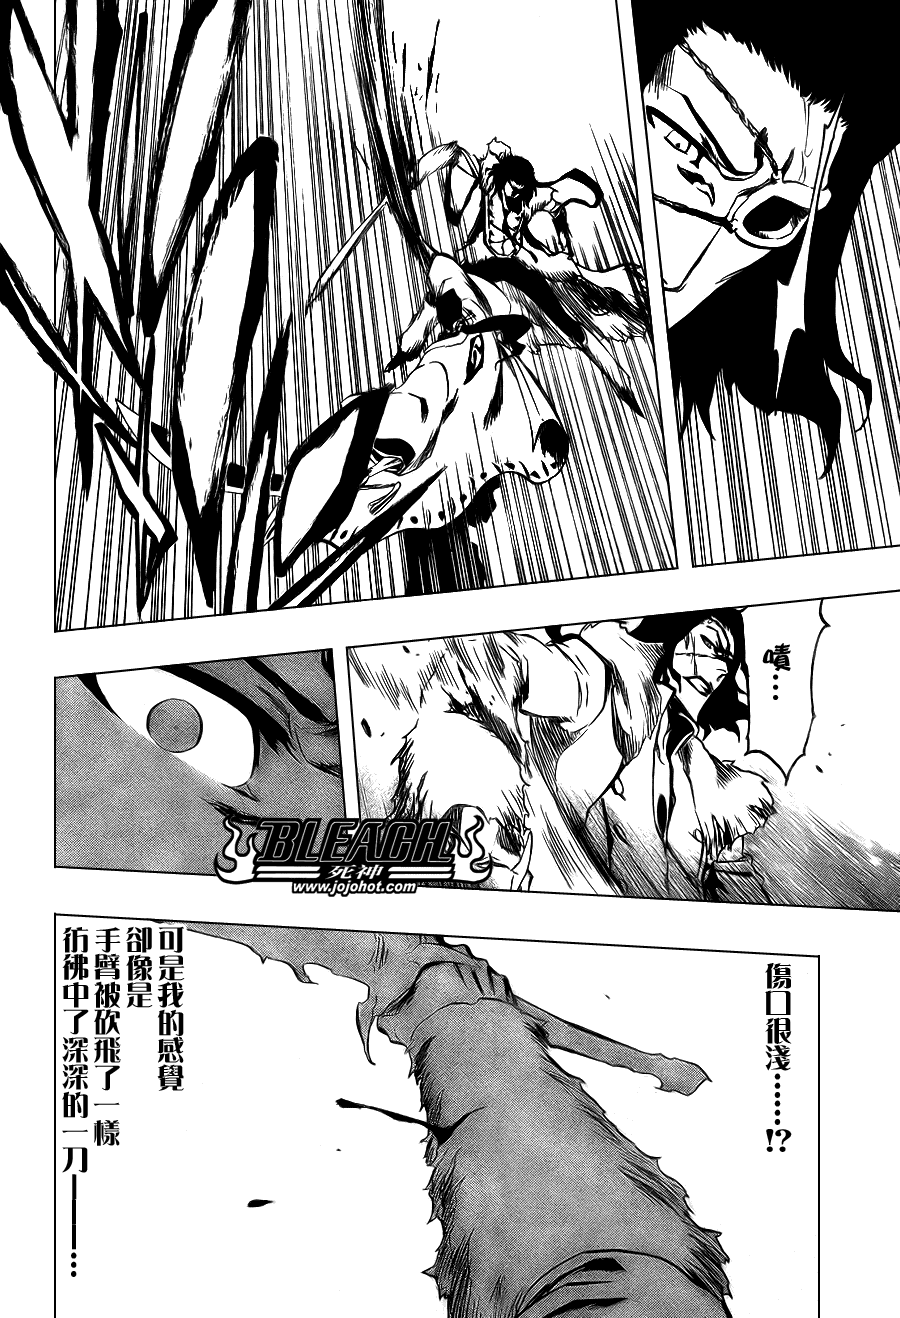 嘖…
BLEACH
死神
www.jojohot.com
傷口很淺……!?
可是我的感覺
卻像是
手臂被砍飛了一樣
彷彿中了深深的一刀———…